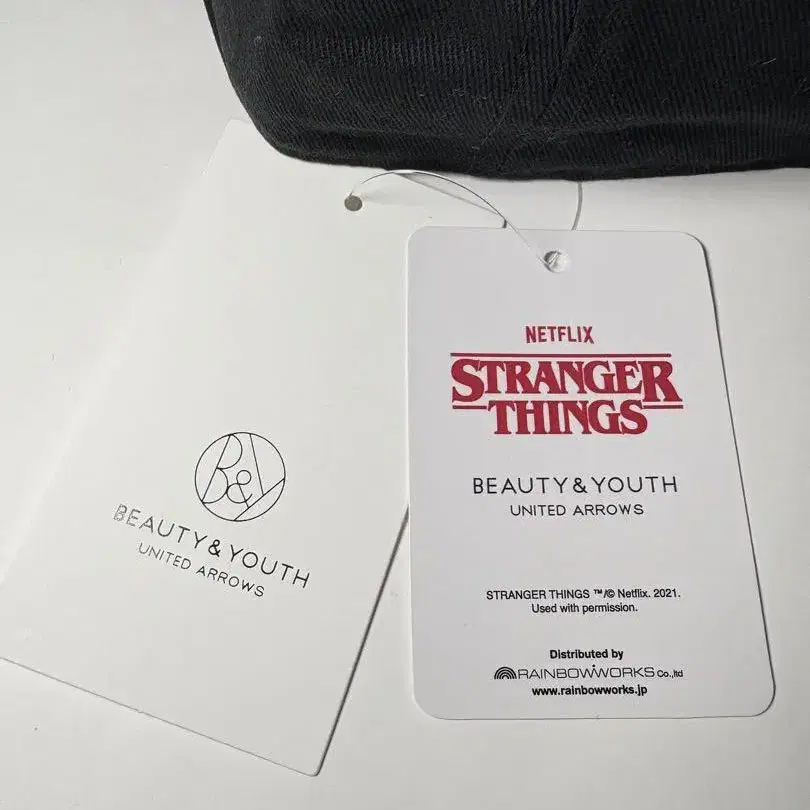 B&Y
BEAUTY&YOUTH
UNITED ARROWS
NETFLIX
STRANGER
THINGS
BEAUTY&YOUTH
UNITED ARROWS
STRANGER THINGS ™/© Netflix. 2021.
Used with permission.
Distributed by
RAINBOWWORKS Co.,ltd
www.rainbowworks.jp